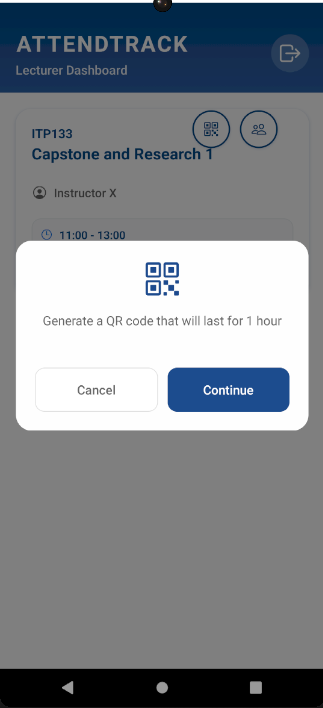 ATTENDTRACK
Lecturer Dashboard
ITP133
Capstone and Research 1
Instructor X
11:00 - 13:00
Generate a QR code that will last for 1 hour
Cancel
Continue